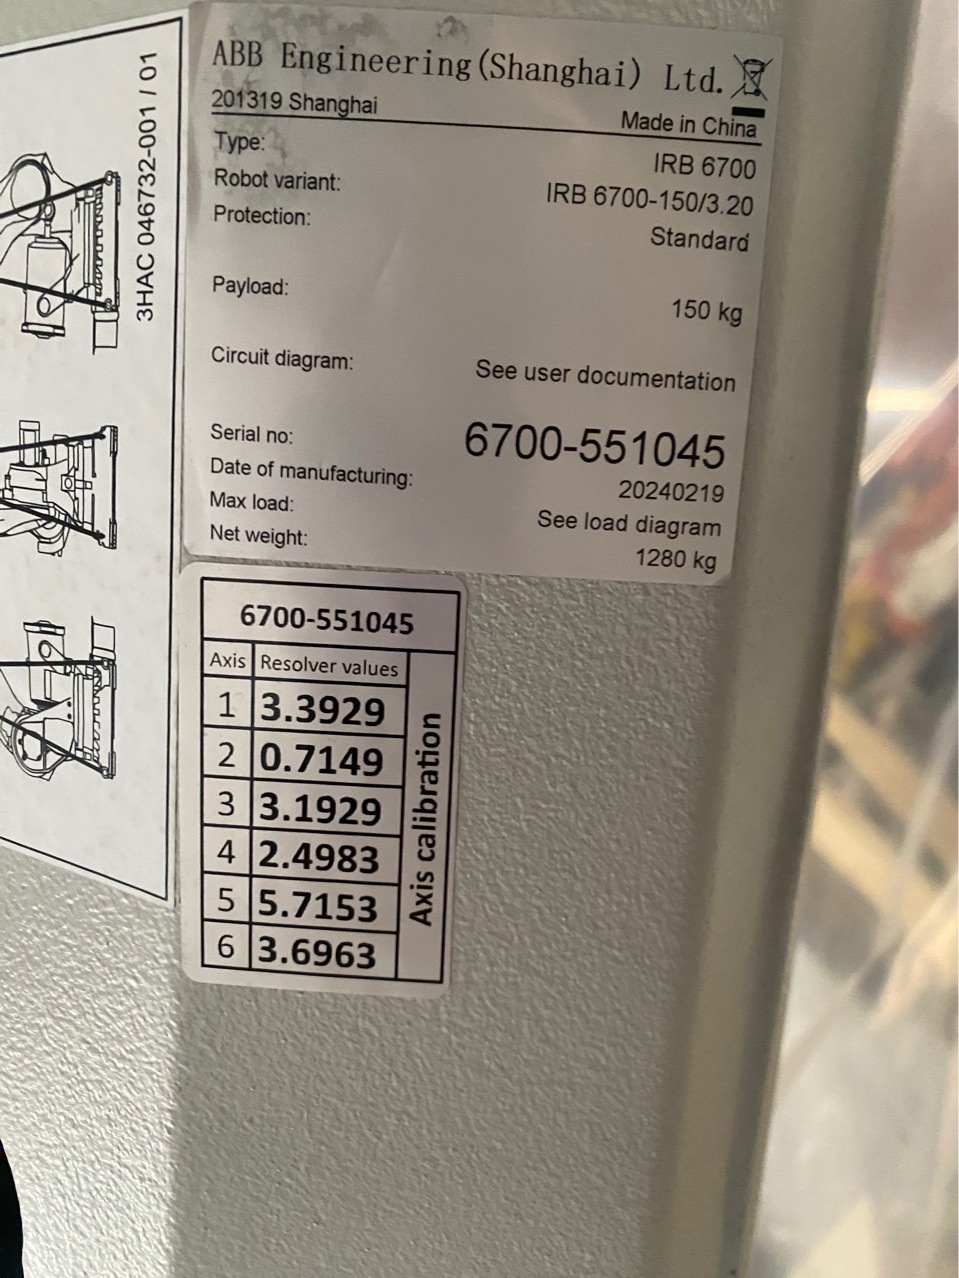 3HAC 046732-001 / 01
ABB Engineering(Shanghai) Ltd.
201319 Shanghai
Made in China
Type: IRB 6700
Robot variant: IRB 6700-150/3.20
Protection: Standard
Payload: 150 kg
Circuit diagram: See user documentation
Serial no: 6700-551045
Date of manufacturing: 20240219
Max load: See load diagram
Net weight: 1280 kg
6700-551045
Axis Resolver values
1 3.3929
2 0.7149
3 3.1929
4 2.4983
5 5.7153
6 3.6963
Axis calibration